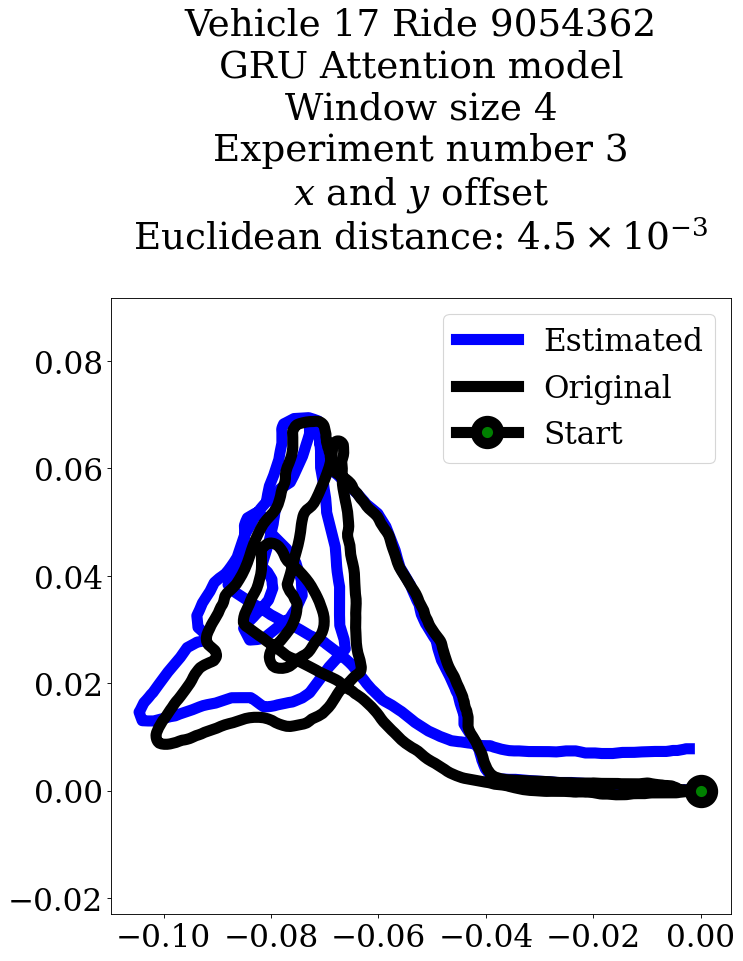 Vehicle 17 Ride 9054362
GRU Attention model
Window size 4
Experiment number 3
x and y offset
Euclidean distance: 4.5 × 10⁻³
Estimated
Original
Start
0.08
0.06
0.04
0.02
0.00
−0.02
−0.10 −0.08 −0.06 −0.04 −0.02 0.00